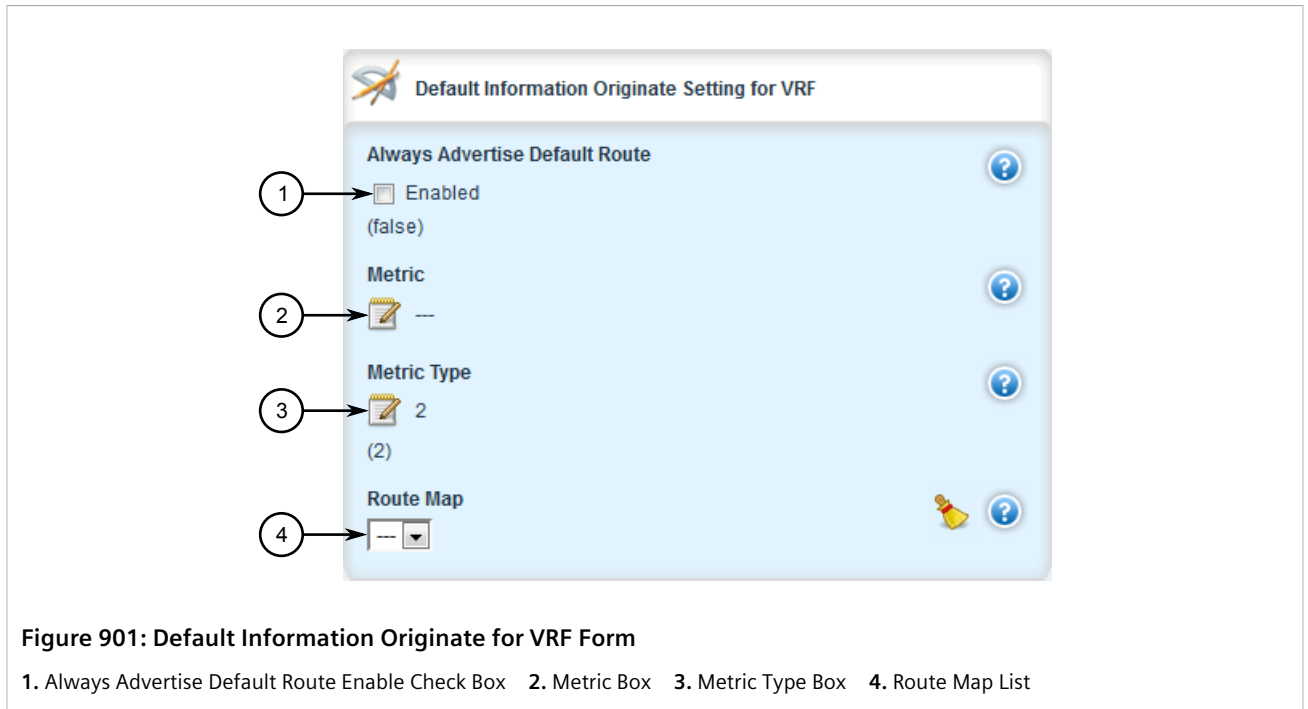 Default Information Originate Setting for VRF
Always Advertise Default Route
1
Enabled
(false)
Metric
2
---
Metric Type
3
2
(2)
Route Map
4
---
Figure 901: Default Information Originate for VRF Form
1. Always Advertise Default Route Enable Check Box 2. Metric Box 3. Metric Type Box 4. Route Map List